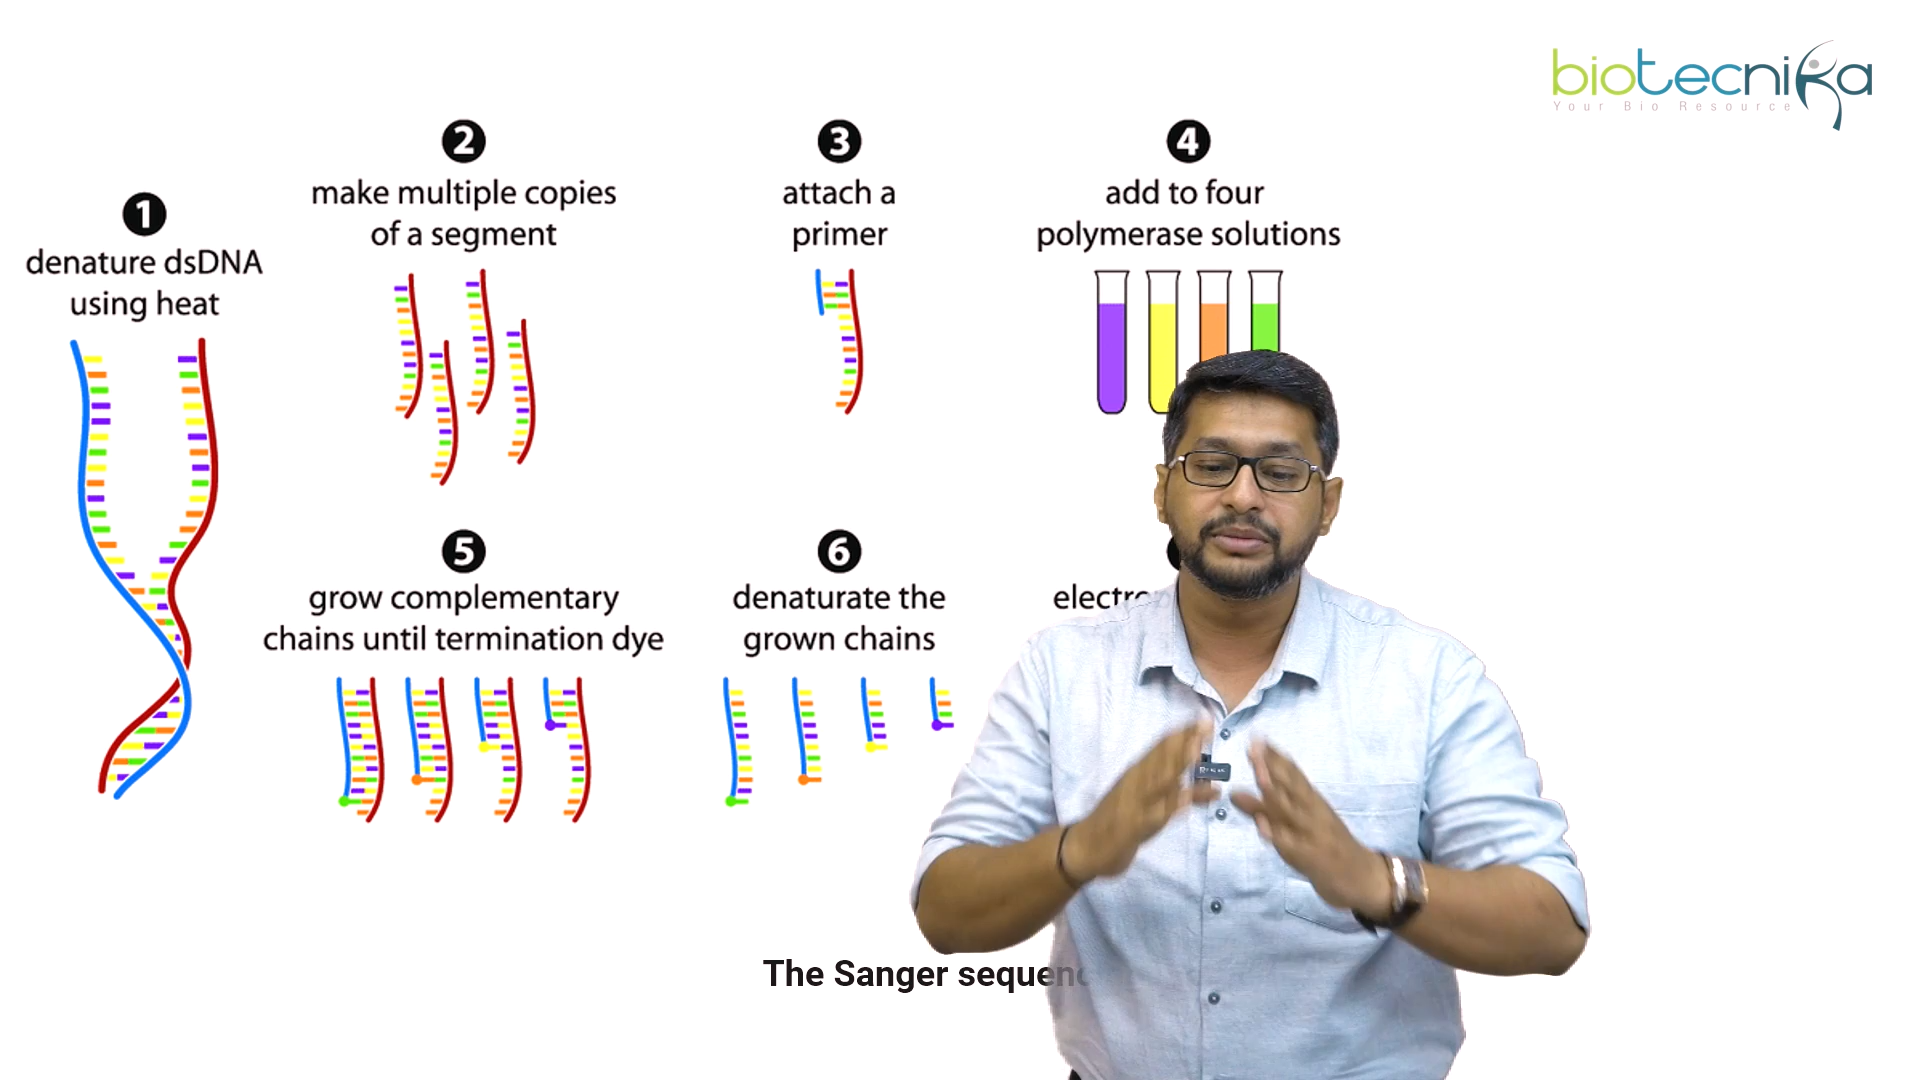 biotecnika
Your Bio Resource
1
denature dsDNA
using heat
2
make multiple copies
of a segment
3
attach a
primer
4
add to four
polymerase solutions
5
grow complementary
chains until termination dye
6
denaturate the
grown chains
The Sanger